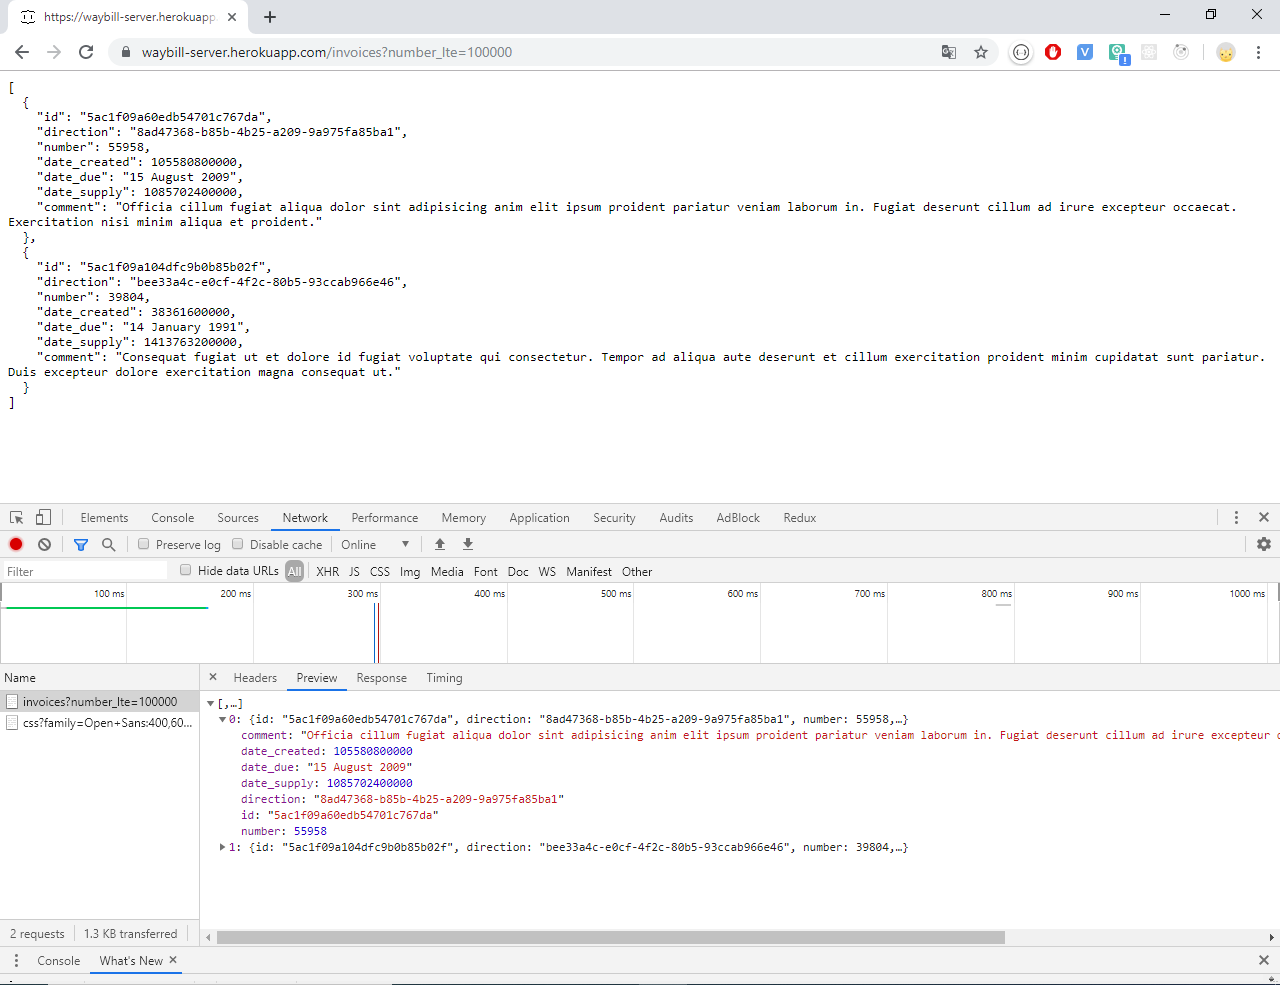 https://waybill-server.herokuapp
waybill-server.herokuapp.com/invoices?number_lte=100000
[
{
"id": "5ac1f09a60edb54701c767da",
"direction": "8ad47368-b85b-4b25-a209-9a975fa85ba1",
"number": 55958,
"date_created": 105580800000,
"date_due": "15 August 2009",
"date_supply": 1085702400000,
"comment": "Officia cillum fugiat aliqua dolor sint adipisicing anim elit ipsum proident pariatur veniam laborum in. Fugiat deserunt cillum ad irure excepteur occaecat.
Exercitation nisi minim aliqua et proident."
},
{
"id": "5ac1f09a104dfc9b0b85b02f",
"direction": "bee33a4c-e0cf-4f2c-80b5-93ccab966e46",
"number": 39804,
"date_created": 38361600000,
"date_due": "14 January 1991",
"date_supply": 1413763200000,
"comment": "Consequat fugiat ut et dolore id fugiat voluptate qui consectetur. Tempor ad aliqua aute deserunt et cillum exercitation proident minim cupidatat sunt pariatur.
Duis excepteur dolore exercitation magna consequat ut."
}
]
Elements Console Sources Network Performance Memory Application Security Audits AdBlock Redux
Preserve log Disable cache Online
Filter Hide data URLs All XHR JS CSS Img Media Font Doc WS Manifest Other
100 ms 200 ms 300 ms 400 ms 500 ms 600 ms 700 ms 800 ms 900 ms 1000 ms
Name Headers Preview Response Timing
invoices?number_lte=100000
css?family=Open+Sans:400,60...
[,…]
0: {id: "5ac1f09a60edb54701c767da", direction: "8ad47368-b85b-4b25-a209-9a975fa85ba1", number: 55958,…}
comment: "Officia cillum fugiat aliqua dolor sint adipisicing anim elit ipsum proident pariatur veniam laborum in. Fugiat deserunt cillum ad irure excepteur
date_created: 105580800000
date_due: "15 August 2009"
date_supply: 1085702400000
direction: "8ad47368-b85b-4b25-a209-9a975fa85ba1"
id: "5ac1f09a60edb54701c767da"
number: 55958
1: {id: "5ac1f09a104dfc9b0b85b02f", direction: "bee33a4c-e0cf-4f2c-80b5-93ccab966e46", number: 39804,…}
2 requests 1.3 KB transferred
Console What's New